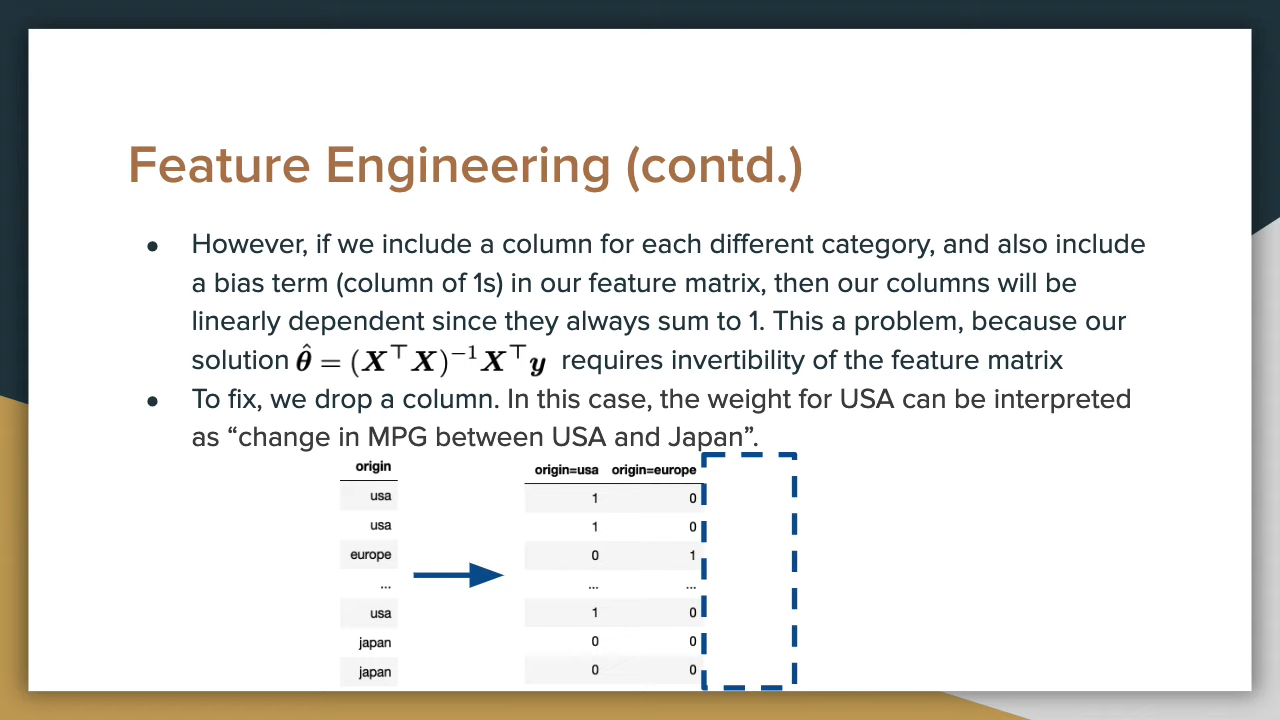 Feature Engineering (contd.)
● However, if we include a column for each different category, and also include
a bias term (column of 1s) in our feature matrix, then our columns will be
linearly dependent since they always sum to 1. This a problem, because our
solution θ̂ = (X⊤X)⁻¹X⊤y requires invertibility of the feature matrix
● To fix, we drop a column. In this case, the weight for USA can be interpreted
as “change in MPG between USA and Japan”.
origin
usa
usa
europe
...
usa
japan
japan
origin=usa origin=europe
1 0
1 0
0 1
... ...
1 0
0 0
0 0